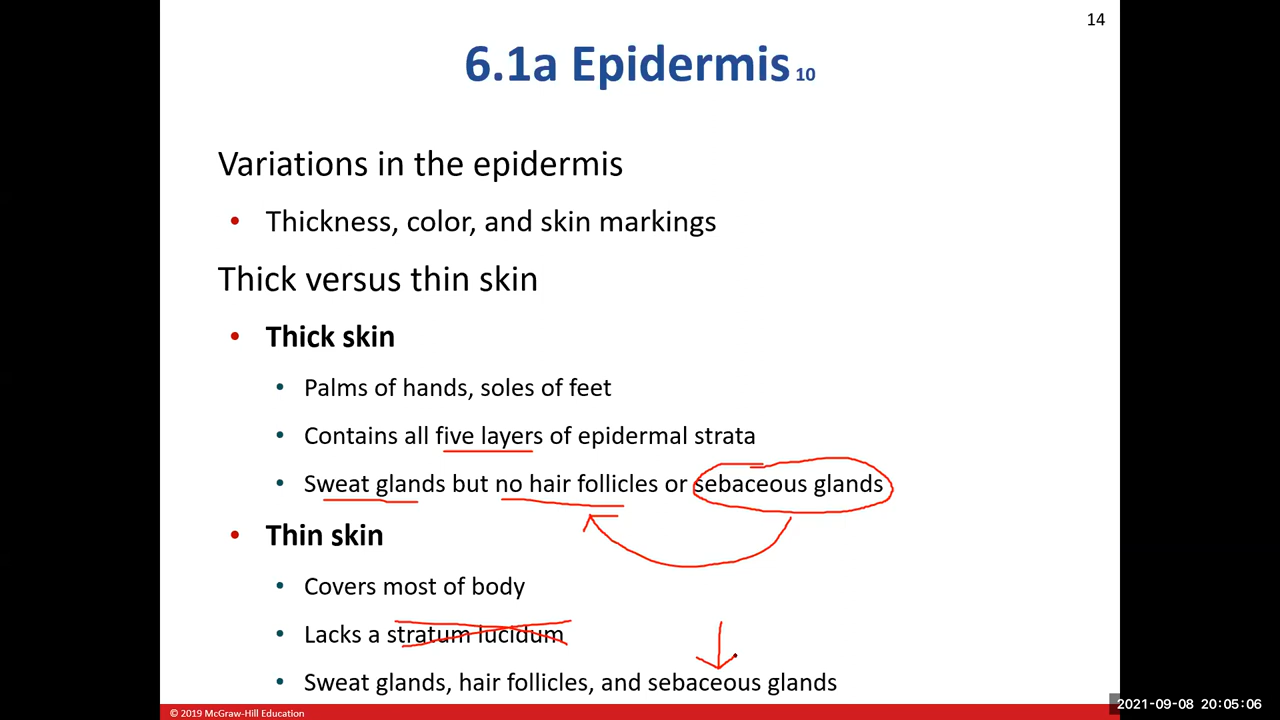 14
6.1a Epidermis 10
Variations in the epidermis
• Thickness, color, and skin markings
Thick versus thin skin
• Thick skin
• Palms of hands, soles of feet
• Contains all five layers of epidermal strata
• Sweat glands but no hair follicles or sebaceous glands
• Thin skin
• Covers most of body
• Lacks a stratum lucidum
• Sweat glands, hair follicles, and sebaceous glands
© 2019 McGraw-Hill Education
2021-09-08 20:05:06